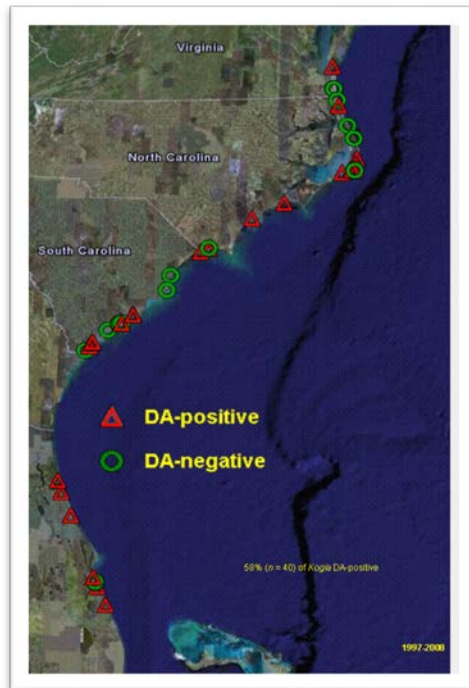 Virginia
North Carolina
South Carolina
DA-positive
DA-negative
58% (n = 40) of Kogia DA-positive
1997-2008